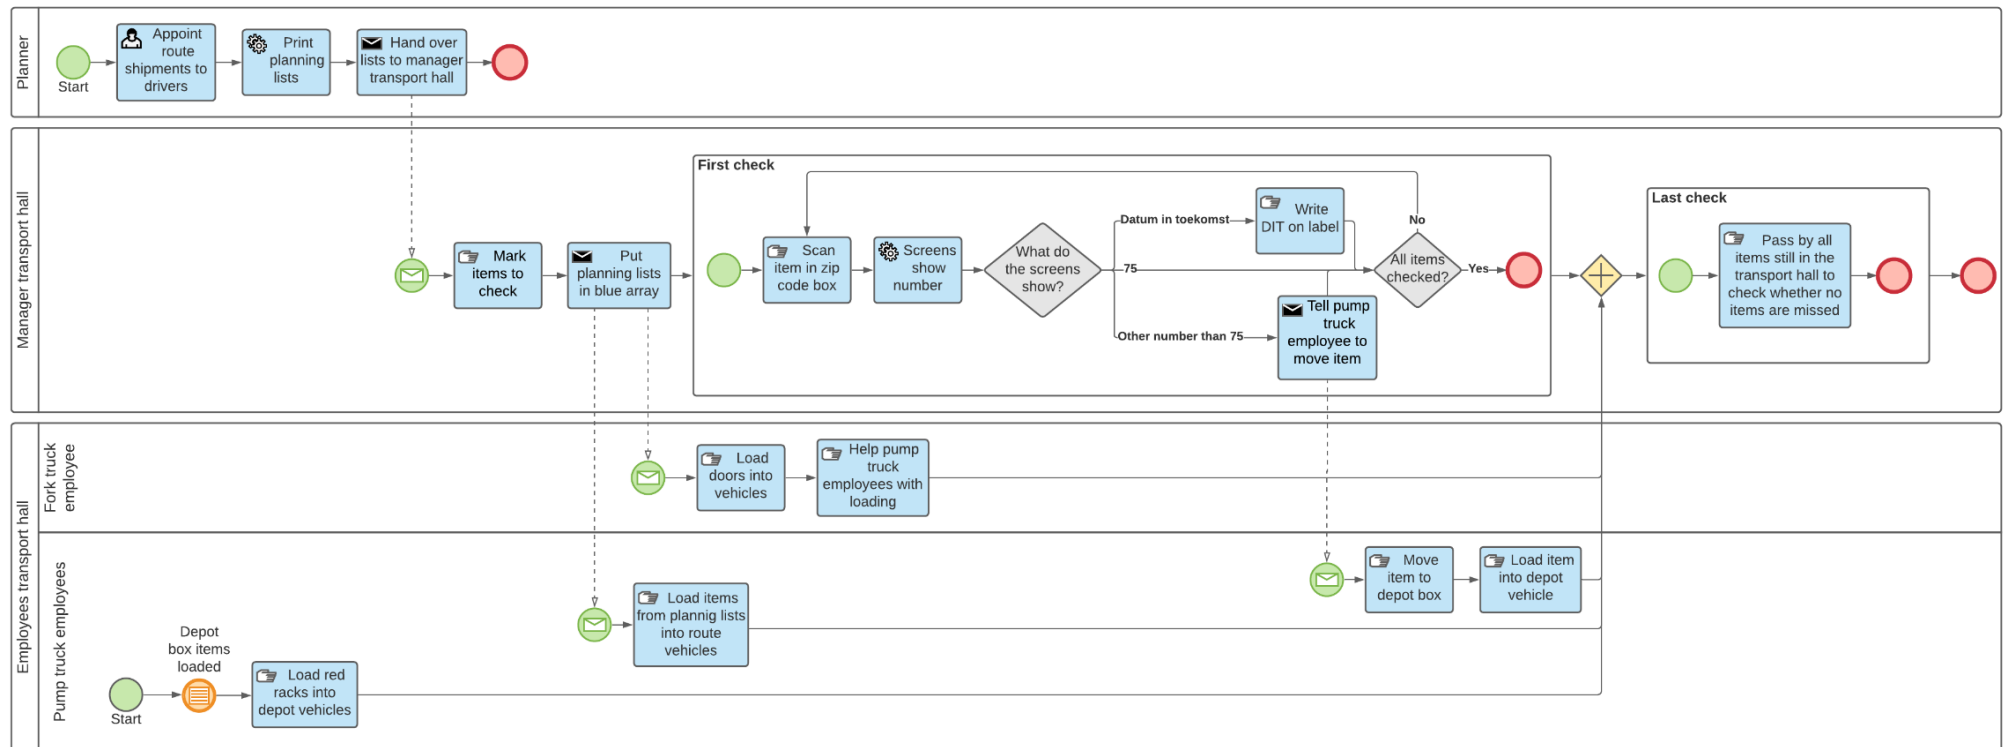 Planner
Start
Appoint
route
shipments to
drivers
Print
planning
lists
Hand over
lists to manager
transport hall
Manager transport hall
Mark
items to
check
Put
planning lists
in blue array
First check
Scan
item in zip
code box
Screens
show
number
What do
the screens
show?
Datum in toekomst
75
Other number than 75
Write
DIT on label
Tell pump
truck
employee to
move item
All items
checked?
No
Yes
Last check
Pass by all
items still in the
transport hall to
check whether no
items are missed
Employees transport hall
Fork truck
employee
Load
doors into
vehicles
Help pump
truck
employees with
loading
Pump truck employees
Move
item to
depot box
Load item
into depot
vehicle
Load items
from plannig lists
into route
vehicles
Start
Depot
box items
loaded
Load red
racks into
depot vehicles